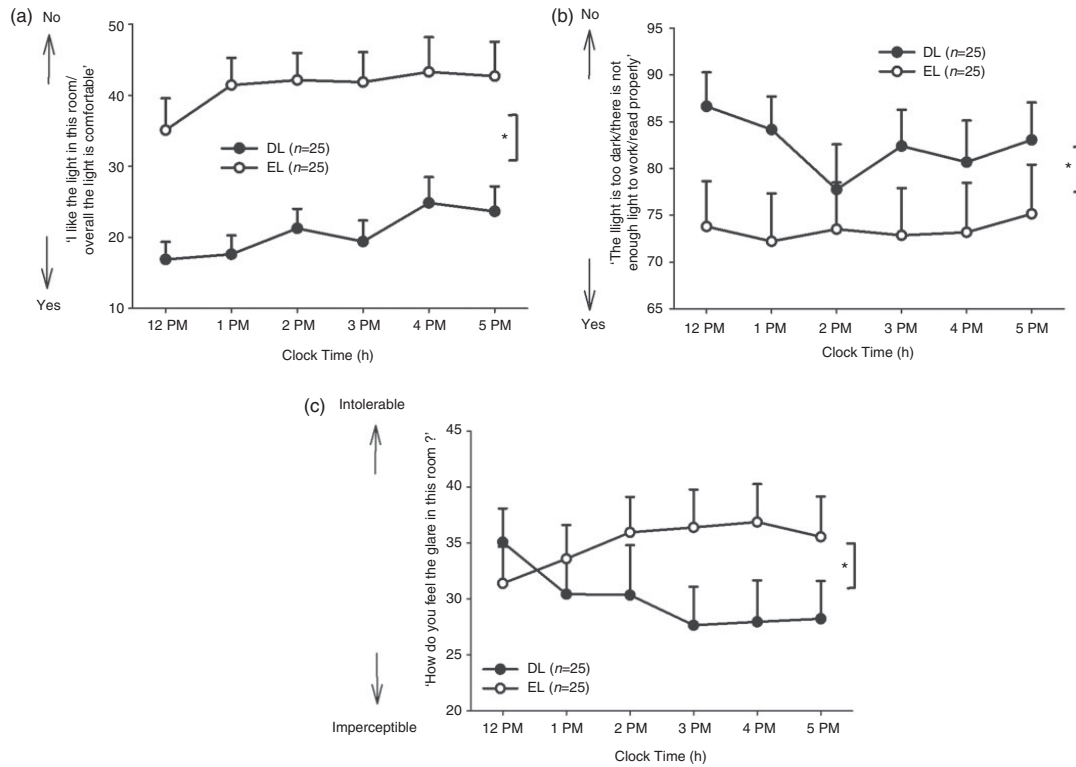 (a)
No
Yes
'I like the light in this room/
overall the light is comfortable'
50
40
30
20
10
DL (n=25)
EL (n=25)
*
12 PM 1 PM 2 PM 3 PM 4 PM 5 PM
Clock Time (h)
(b)
No
Yes
'The llight is too dark/there is not
enough light to work/read properly'
95
90
85
80
75
70
65
DL (n=25)
EL (n=25)
*
12 PM 1 PM 2 PM 3 PM 4 PM 5 PM
Clock Time (h)
(c)
Intolerable
Imperceptible
'How do you feel the glare in this room ?'
45
40
35
30
25
20
*
DL (n=25)
EL (n=25)
12 PM 1 PM 2 PM 3 PM 4 PM 5 PM
Clock Time (h)